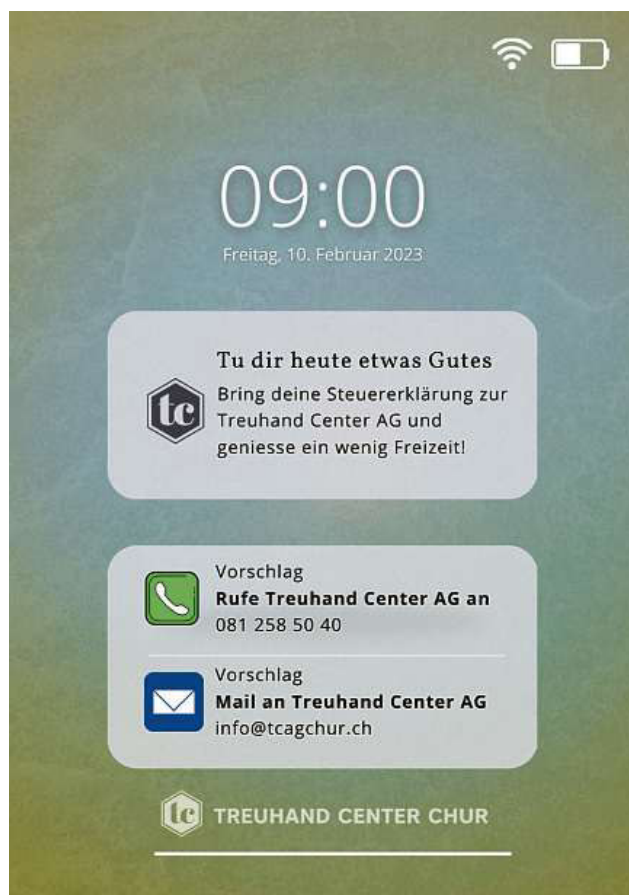 09:00
Freitag, 10. Februar 2023
Tu dir heute etwas Gutes
tc
Bring deine Steuererklärung zur
Treuhand Center AG und
geniesse ein wenig Freizeit!
Vorschlag
Rufe Treuhand Center AG an
081 258 50 40
Vorschlag
Mail an Treuhand Center AG
info@tcagchur.ch
tc TREUHAND CENTER CHUR